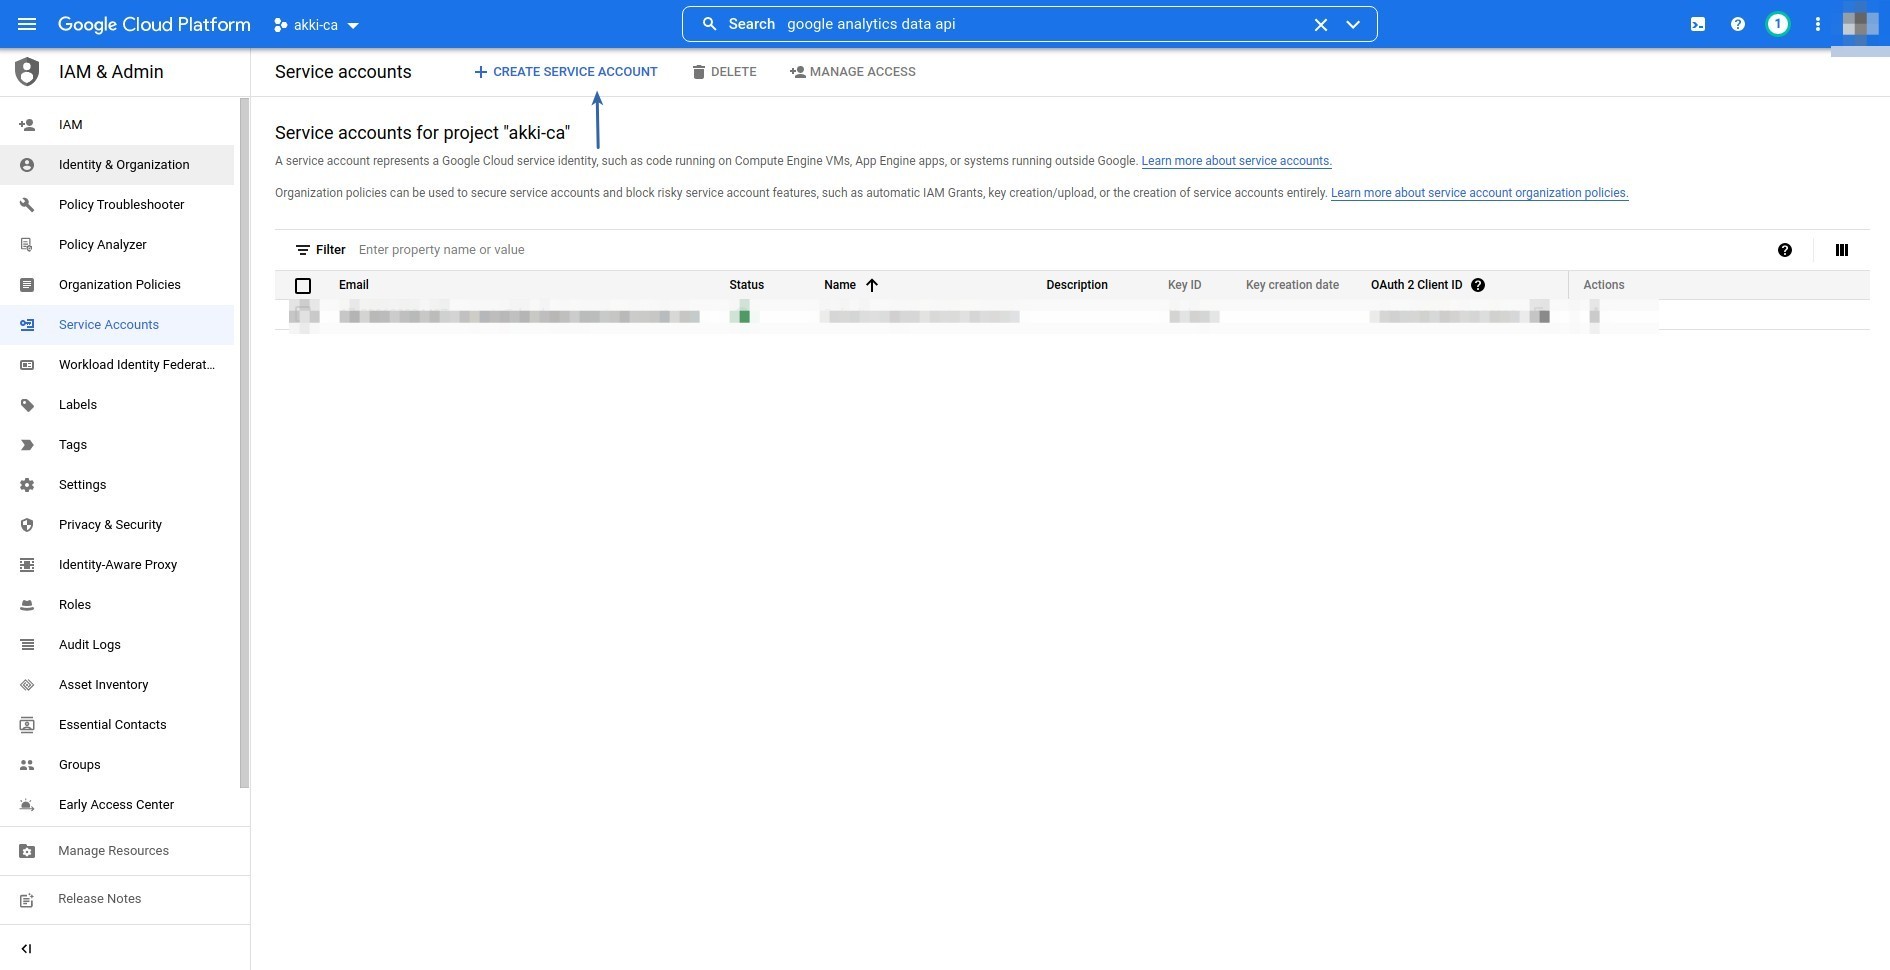 Google Cloud Platform akki-ca Search google analytics data api 1
IAM & Admin
Service accounts CREATE SERVICE ACCOUNT DELETE MANAGE ACCESS
IAM
Identity & Organization
Policy Troubleshooter
Policy Analyzer
Organization Policies
Service Accounts
Workload Identity Federat...
Labels
Tags
Settings
Privacy & Security
Identity-Aware Proxy
Roles
Audit Logs
Asset Inventory
Essential Contacts
Groups
Early Access Center
Manage Resources
Release Notes
Service accounts for project "akki-ca"
A service account represents a Google Cloud service identity, such as code running on Compute Engine VMs, App Engine apps, or systems running outside Google. Learn more about service accounts.
Organization policies can be used to secure service accounts and block risky service account features, such as automatic IAM Grants, key creation/upload, or the creation of service accounts entirely. Learn more about service account organization policies.
Filter Enter property name or value
Email Status Name Description Key ID Key creation date OAuth 2 Client ID Actions